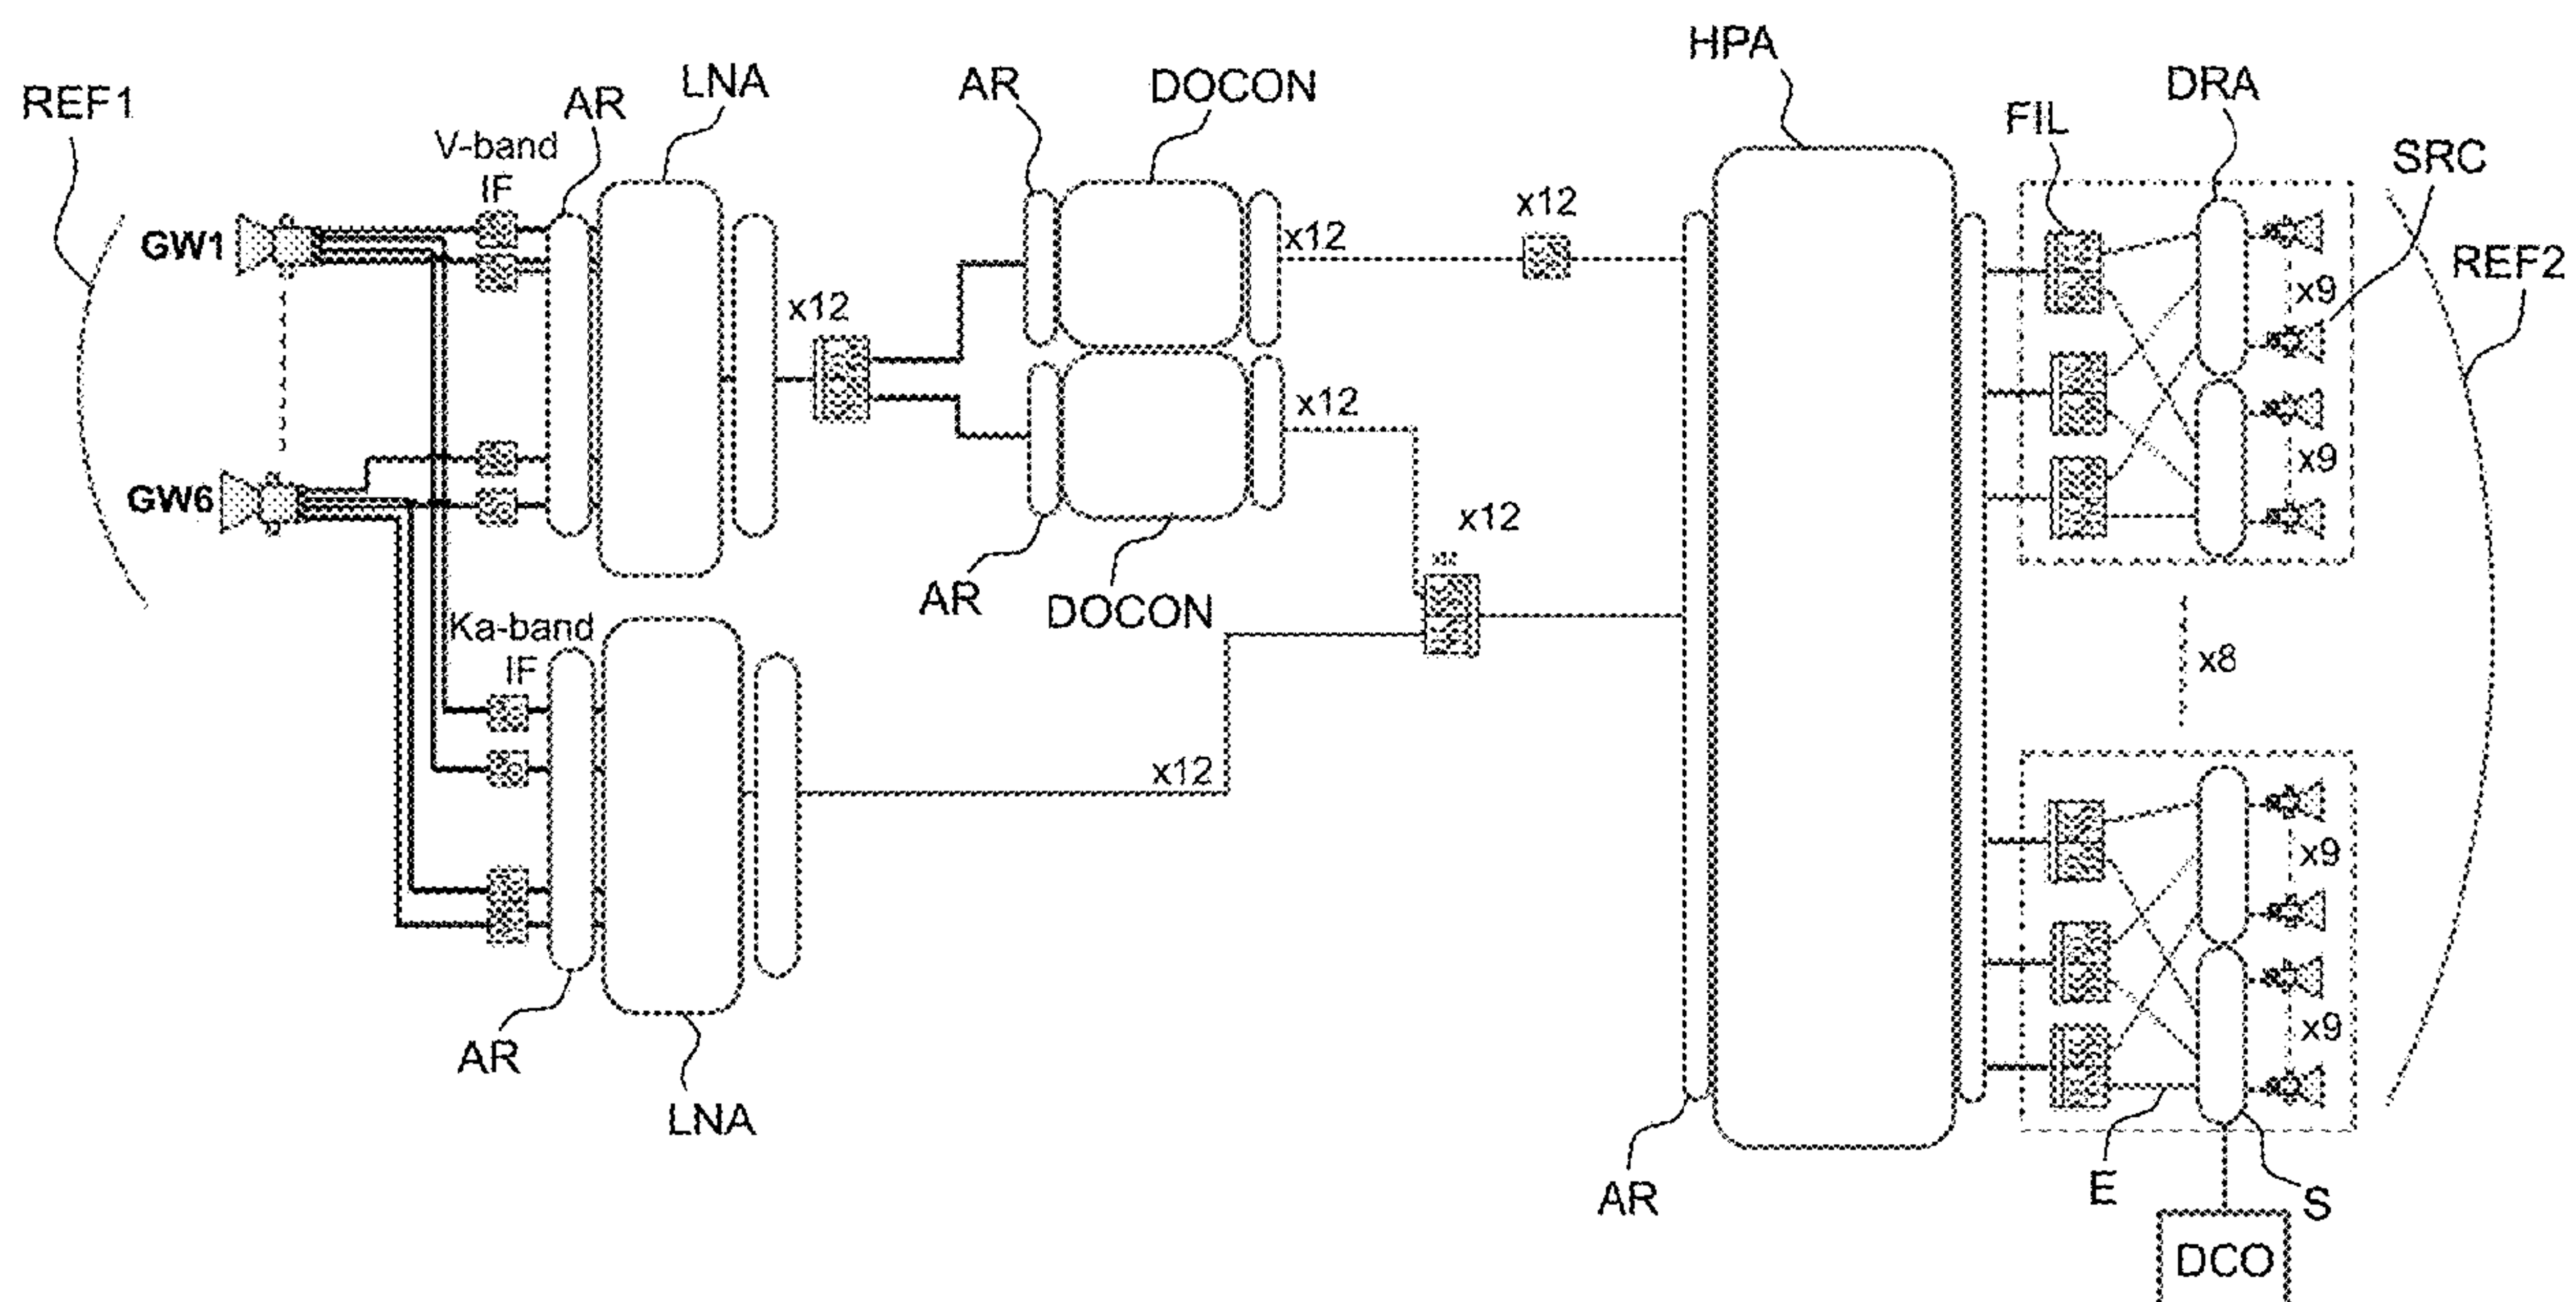 HPA
LNA
DRA
AR
AR
DOCON
REF1
FIL
V-band
SRC
IF
x12
GW1
x12
REF2
x9
x12
x12
x9
GW6
x12
AR
DOCON
Ka-band
x8
IF
x12
x9
x9
AR
LNA
AR
E
S
DCO